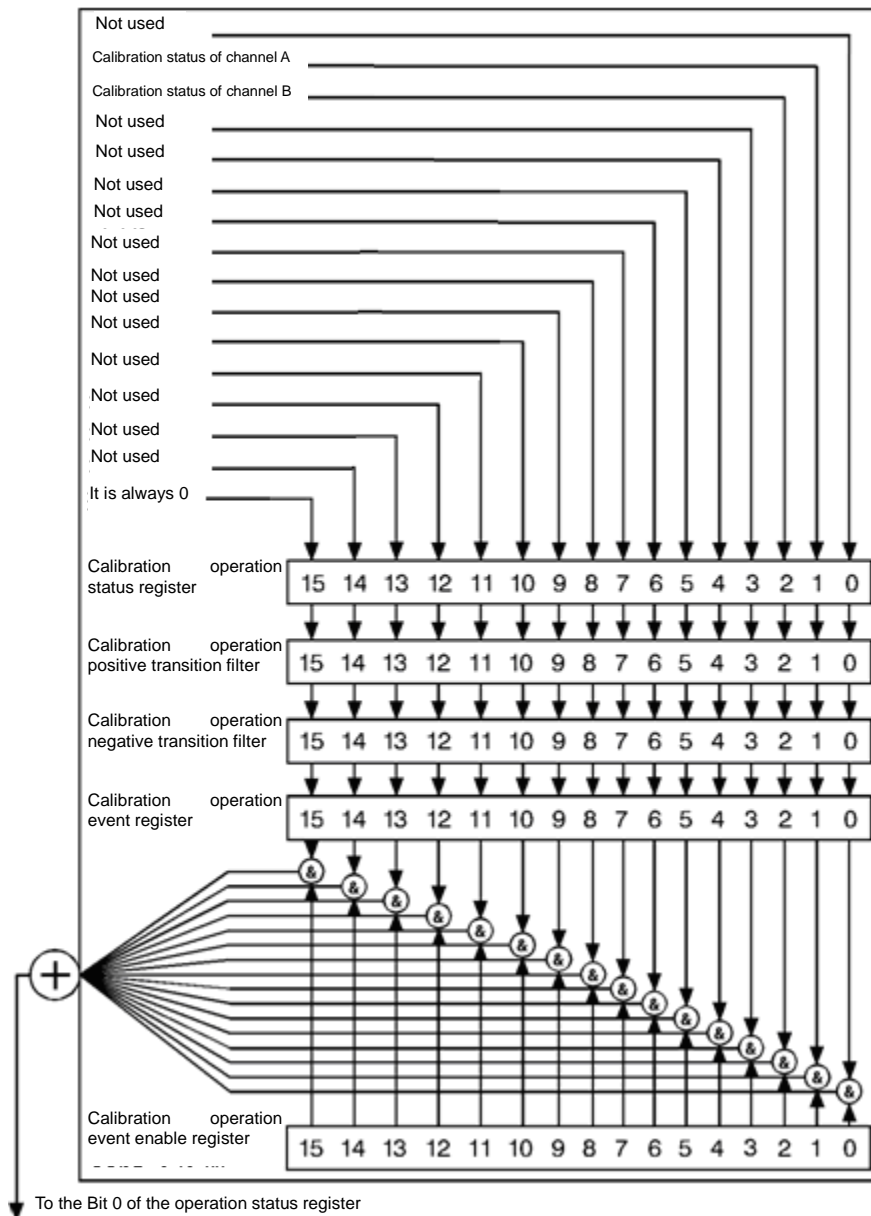 Not used
Calibration status of channel A
Calibration status of channel B
Not used
Not used
Not used
Not used
Not used
Not used
Not used
Not used
Not used
Not used
Not used
Not used
It is always 0
Calibration operation
status register
15 14 13 12 11 10 9 8 7 6 5 4 3 2 1 0
Calibration operation
positive transition filter
15 14 13 12 11 10 9 8 7 6 5 4 3 2 1 0
Calibration operation
negative transition filter
15 14 13 12 11 10 9 8 7 6 5 4 3 2 1 0
Calibration operation
event register
15 14 13 12 11 10 9 8 7 6 5 4 3 2 1 0
& & & & & & & & & & & & & & & &
+
Calibration operation
event enable register
15 14 13 12 11 10 9 8 7 6 5 4 3 2 1 0
To the Bit 0 of the operation status register